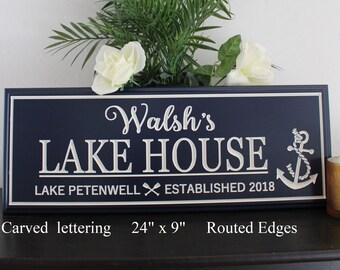 Walsh's
LAKE HOUSE
LAKE PETENWELL ESTABLISHED 2018
Carved lettering 24" x 9" Routed Edges